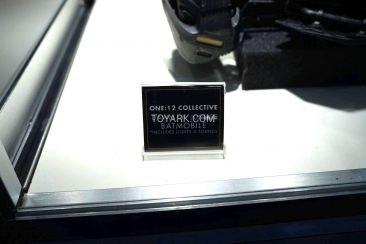 ONE:12 COLLECTIVE
TOYARK.COM
BATMOBILE
*INCLUDES LIGHTS & SOUNDS